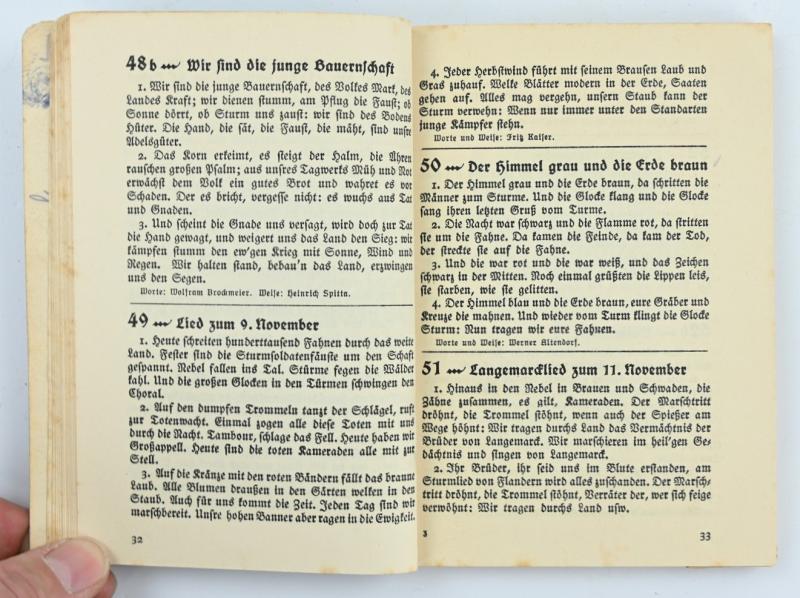 48b Wir sind die junge Bauernschaft
1. Wir sind die junge Bauernschaft, des Volkes Mark, des
Landes Kraft; wir dienen stumm, am Pflug die Faust; ob
Sonne dörrt, ob Sturm uns zaust: wir sind des Bodens
Hüter. Die Hand, die sät, die Faust, die mäht, sind unsre
Adelsgüter.
2. Das Korn erkeimt, es steigt der Halm, die Ähren
rauschen großen Psalm; aus unsres Tagwerks Müh und Not
erwächst dem Volk ein gutes Brot und wahret es vor
Schaden. Der es bricht, vergesse nicht: es wuchs aus Tat
und Gnaden.
3. Und scheint die Gnade uns versagt, wird doch zur Tat
die Hand gewagt, und weigert uns das Land den Sieg: wir
kämpfen stumm den ew'gen Krieg mit Sonne, Wind und
Regen. Wir halten stand, bebau'n das Land, erzwingen
uns den Segen.
Worte: Wolfram Brockmeier. Weise: Heinrich Spitta.
49 Lied zum 9. November
1. Heute schreiten hunderttausend Fahnen durch das weite
Land. Fester sind die Sturmsoldatenfäuste um den Schaft
gespannt. Nebel fallen ins Tal. Stürme fegen die Wälder
kahl. Und die großen Glocken in den Türmen schwingen den
Choral.
2. Auf den dumpfen Trommeln tanzt der Schlägel, ruft
zur Totenwacht. Einmal zogen alle diese Toten mit uns
durch die Nacht. Tambour, schlage das Fell. Heute haben wir
Großappell. Heute sind die toten Kameraden alle mit zur
Stell.
3. Auf die Kränze mit den roten Bändern fällt das braune
Laub. Alle Blumen draußen in den Gärten welken in den
Staub. Auch für uns kommt die Zeit. Jeden Tag sind wir
marschbereit. Unsre hohen Banner aber ragen in die Ewigkeit.
32
4. Jeder Herbstwind führt mit seinem Brausen Laub und
Gras zuhauf. Welke Blätter modern in der Erde, Saaten
gehen auf. Alles mag vergehn, unsern Staub kann der
Sturm verwehn: Wenn nur immer unter den Standarten
junge Kämpfer stehn.
Worte und Weise: Fritz Kaiser.
50 Der Himmel grau und die Erde braun
1. Der Himmel grau und die Erde braun, da schritten die
Männer zum Sturme. Und die Glocke klang und die Glocke
sang ihren letzten Gruß vom Turme.
2. Die Nacht war schwarz und die Flamme rot, da stritten
sie um die Fahne. Da kamen die Feinde, da kam der Tod,
der streckte sie auf die Fahne.
3. Und die war rot und die war weiß, und das Zeichen
schwarz in der Mitten. Noch einmal grüßten die Lippen leis,
sie starben, wie sie gelitten.
4. Der Himmel blau und die Erde braun, eure Gräber und
Kreuze die mahnen. Und wieder vom Turm klingt die Glocke
Sturm: Nun tragen wir eure Fahnen.
Worte und Weise: Werner Altendorf.
51 Langemarcklied zum 11. November
1. Hinaus in den Nebel in Brauen und Schwaden, die
Zähne zusammen, es gilt, Kameraden. Der Marschtritt
dröhnt, die Trommel stöhnt, wenn auch der Spießer am
Wege höhnt: Wir tragen durchs Land das Vermächtnis der
Brüder von Langemarck. Wir marschieren im heil'gen Ge-
dächtnis und singen von Langemarck.
2. Ihr Brüder, ihr seid uns im Blute erstanden, am
Sturmlied von Flandern wird alles zuschanden. Der Marsch-
tritt dröhnt, die Trommel stöhnt, Verräter der, wer sich feige
verwöhnt: Wir tragen durchs Land usw.
3
33